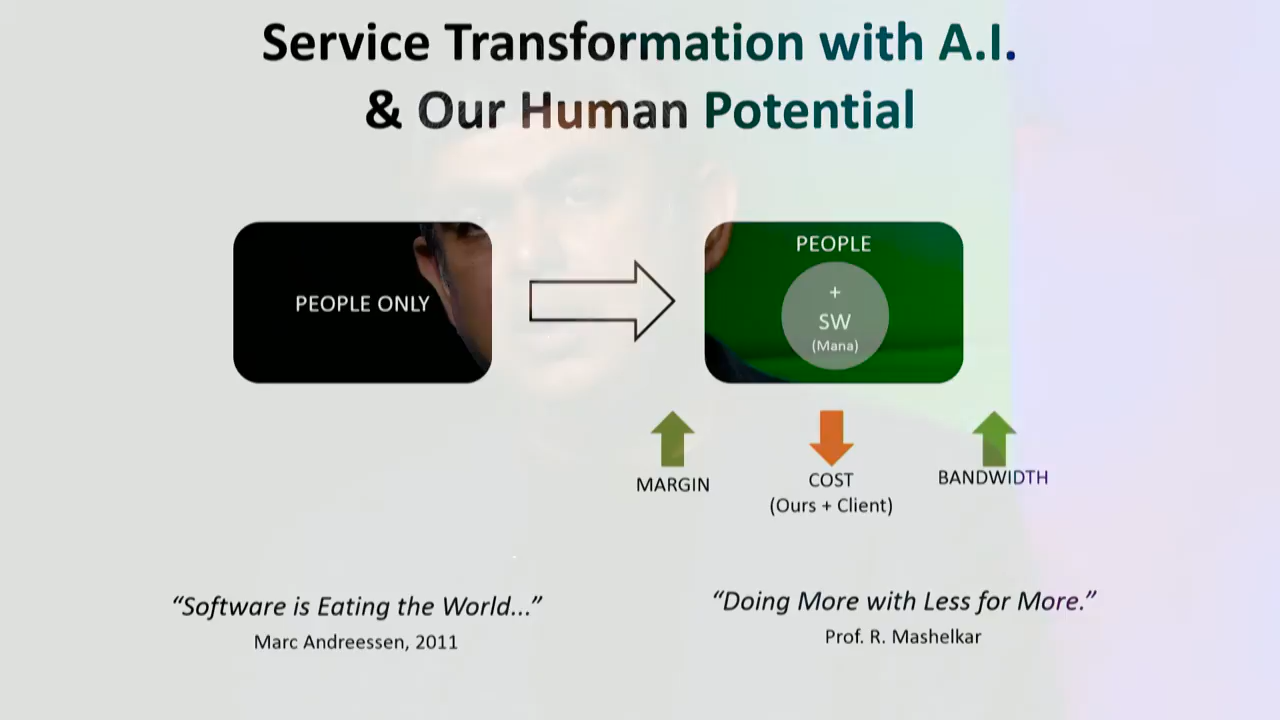 Service Transformation with A.I.
& Our Human Potential
PEOPLE ONLY
PEOPLE
+
SW
(Mana)
MARGIN
COST
(Ours + Client)
BANDWIDTH
“Software is Eating the World...”
Marc Andreessen, 2011
“Doing More with Less for More.”
Prof. R. Mashelkar